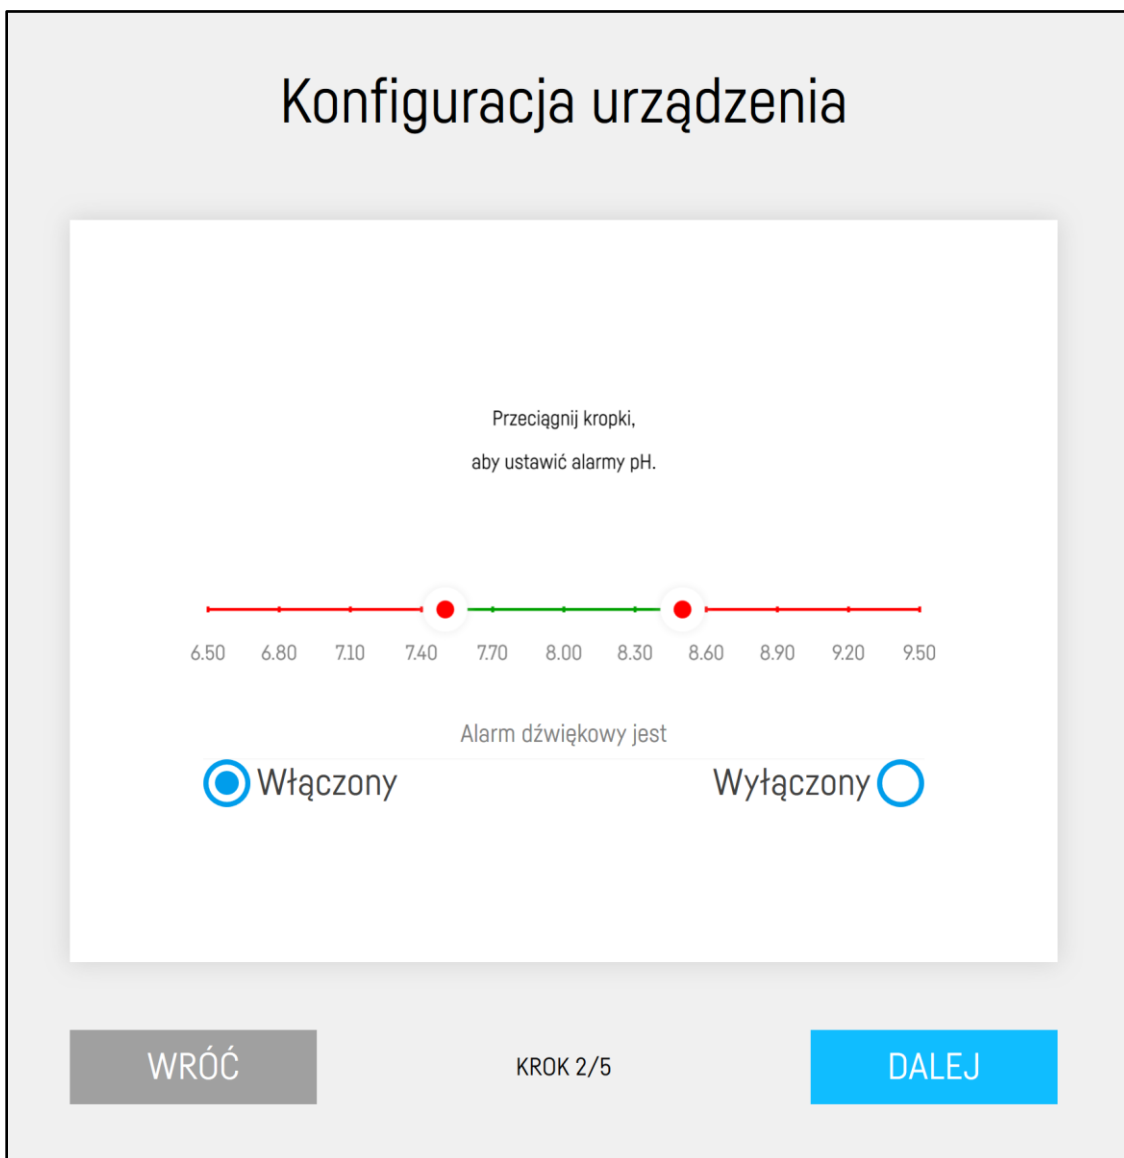 Konfiguracja urządzenia
Przeciągnij kropki,
aby ustawić alarmy pH.
6.50 6.80 7.10 7.40 7.70 8.00 8.30 8.60 8.90 9.20 9.50
Alarm dźwiękowy jest
Włączony Wyłączony
WRÓĆ KROK 2/5 DALEJ